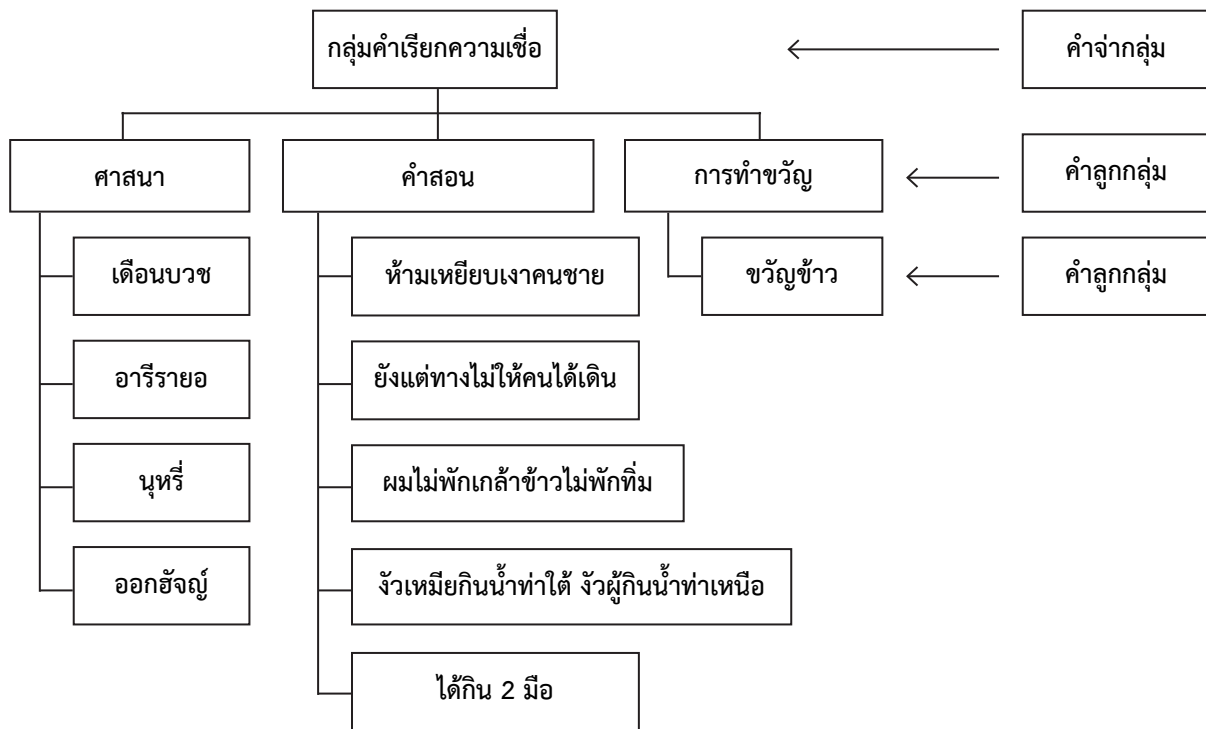 กลุ่มคำเรียกความเชื่อ
คำจ่ากลุ่ม
ศาสนา
คำสอน
การทำขวัญ
คำลูกกลุ่ม
เดือนบวช
ห้ามเหยียบเงาคนชาย
ขวัญข้าว
คำลูกกลุ่ม
อารีรายอ
ยังแต่ทางไม่ให้คนได้เดิน
นุหรี่
ผมไม่พักเกล้าข้าวไม่พักทิ่ม
ออกฮัจญ์
งัวเหมียกินน้ำท่าใต้ งัวผู้กินน้ำท่าเหนือ
ได้กิน 2 มือ